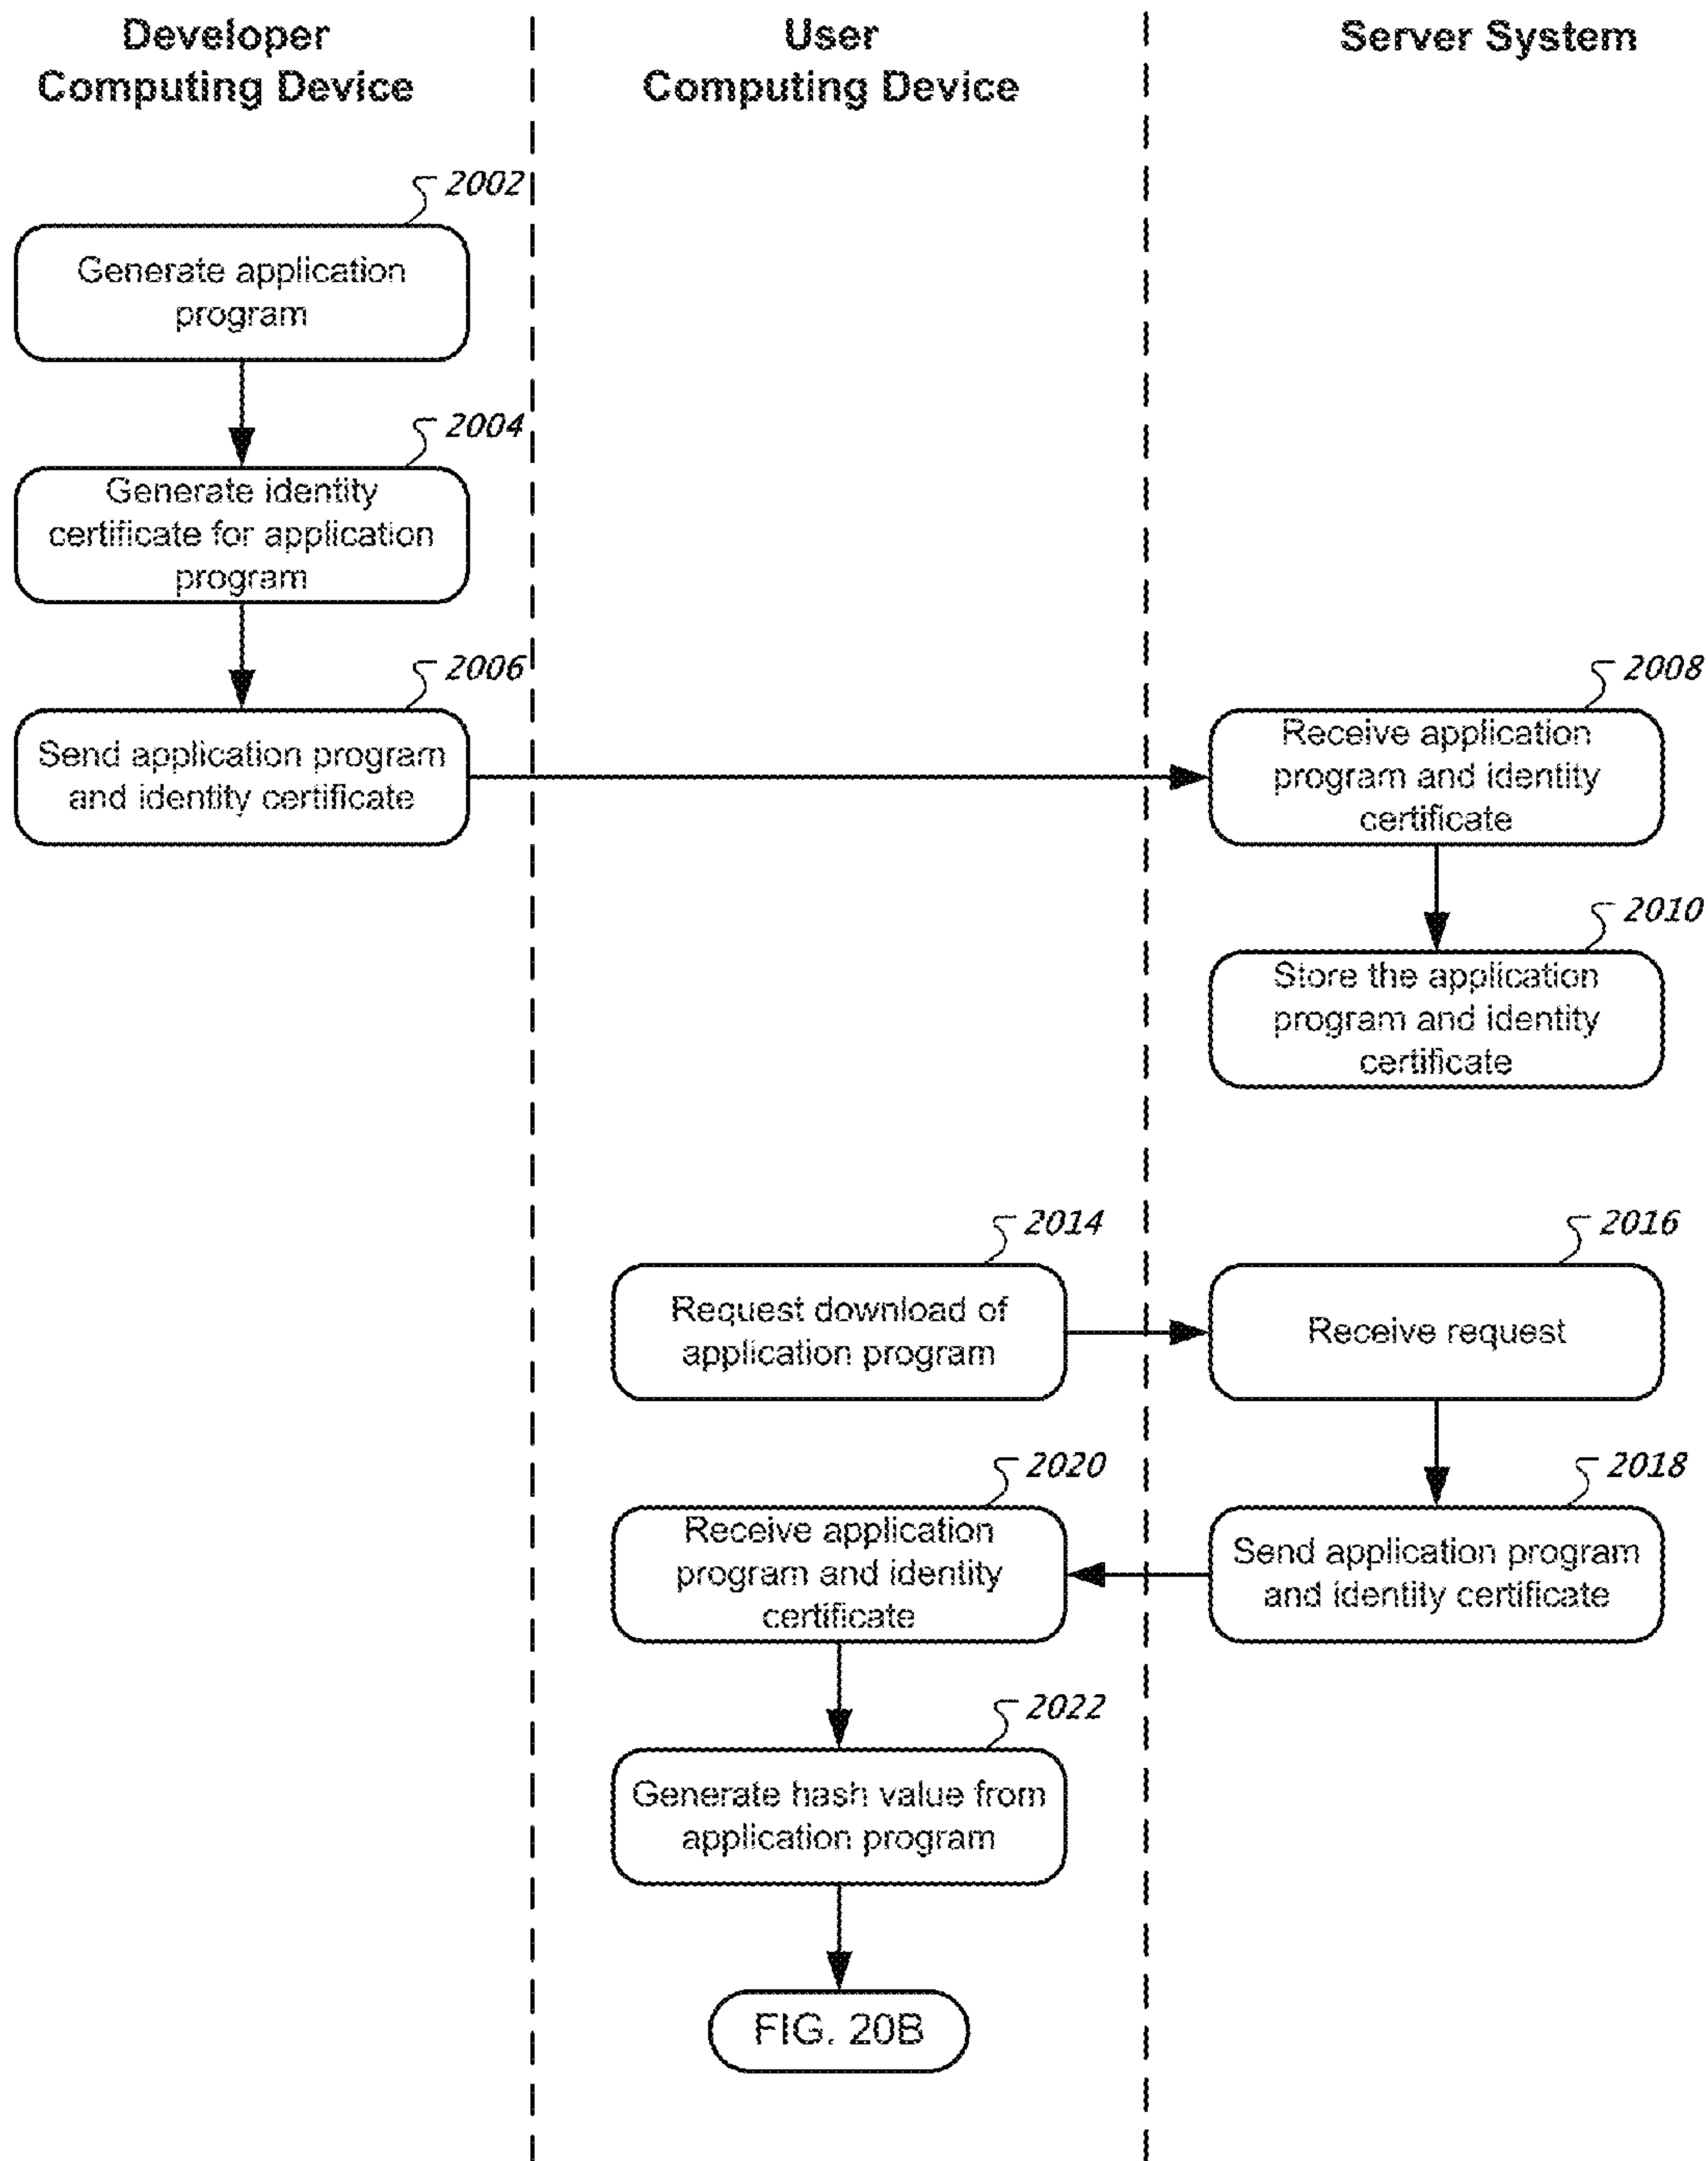 Developer
Computing Device
User
Computing Device
Server System
2002
Generate application
program
2004
Generate identity
certificate for application
program
2006
Send application program
and identity certificate
2008
Receive application
program and identity
certificate
2010
Store the application
program and identity
certificate
2014
Request download of
application program
2016
Receive request
2018
Send application program
and identity certificate
2020
Receive application
program and identity
certificate
2022
Generate hash value from
application program
FIG. 20B